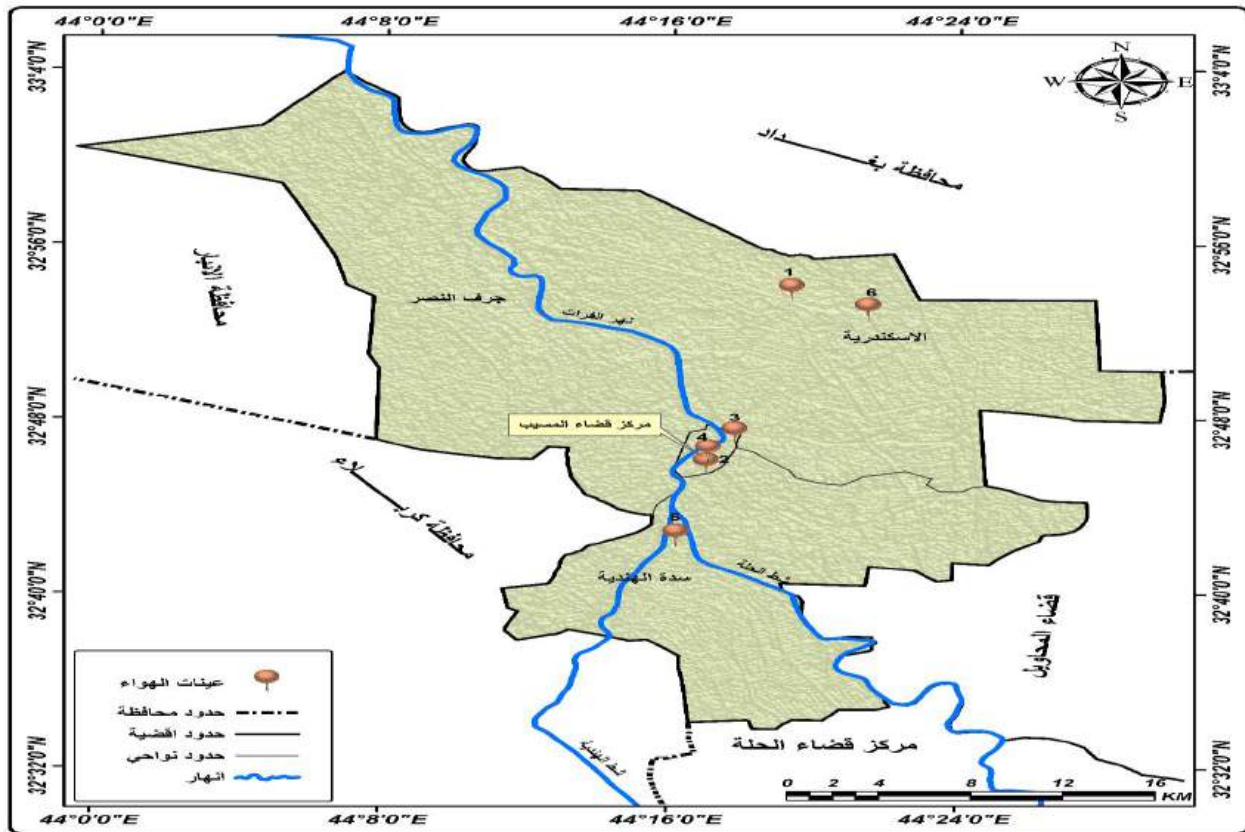 44°0'0"E 44°8'0"E 44°16'0"E 44°24'0"E
33°4'0"N 33°4'0"N
N
W E
S
محافظة بغـــــداد
32°56'0"N 32°56'0"N
محافظة الانبار
1
6
جرف النصر
نهر الفرات
الاسكندرية
32°48'0"N 32°48'0"N
مركز قضاء المسيب
3
4
2
محافظة كربـــــلاء
5
سدة الهندية
شط الحلة
32°40'0"N 32°40'0"N
قضاء المحاويل
عينات الهواء
حدود محافظة
حدود اقضية
حدود نواحي
انهار
شط الهندية
مركز قضاء الحلة
32°32'0"N 32°32'0"N
0 2 4 8 12 16
KM
44°0'0"E 44°8'0"E 44°16'0"E 44°24'0"E